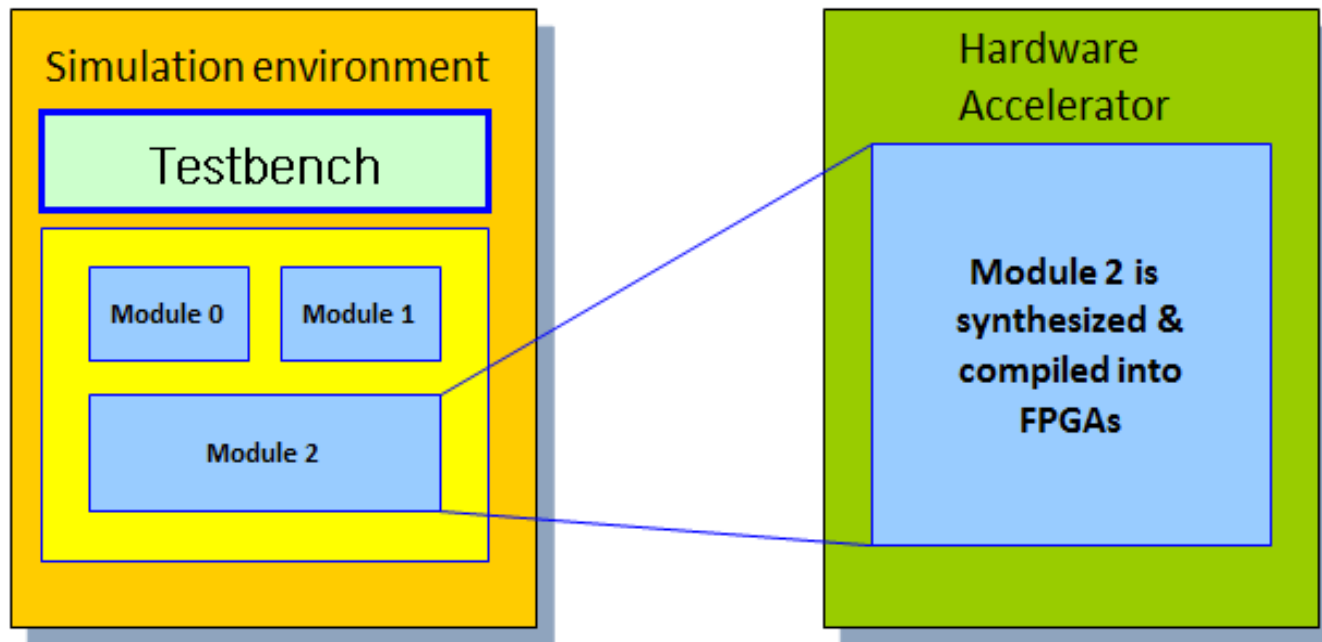 Simulation environment
Testbench
Module 0
Module 1
Module 2
Hardware
Accelerator
Module 2 is
synthesized &
compiled into
FPGAs